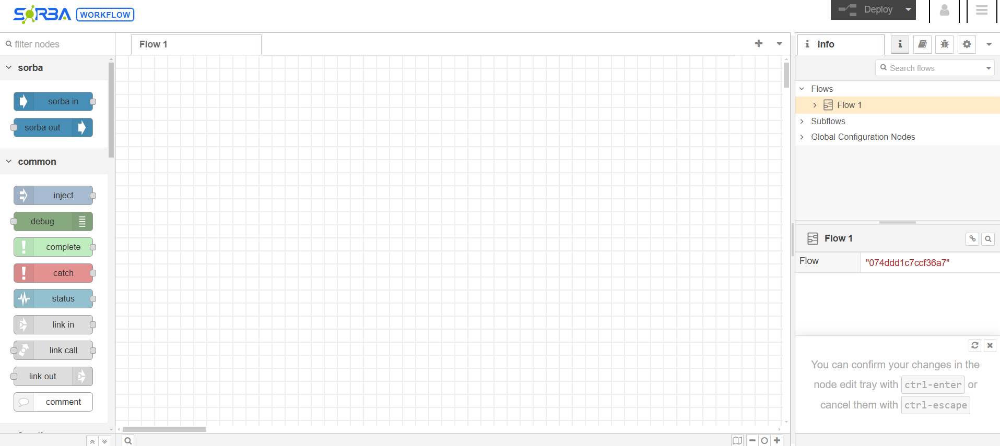 SORBA WORKFLOW
Deploy
filter nodes
Flow 1
info
Search flows
sorba
sorba in
sorba out
common
inject
debug
complete
catch
status
link in
link call
link out
comment
Flows
Flow 1
Subflows
Global Configuration Nodes
Flow 1
Flow "074ddd1c7ccf36a7"
You can confirm your changes in the
node edit tray with ctrl-enter or
cancel them with ctrl-escape